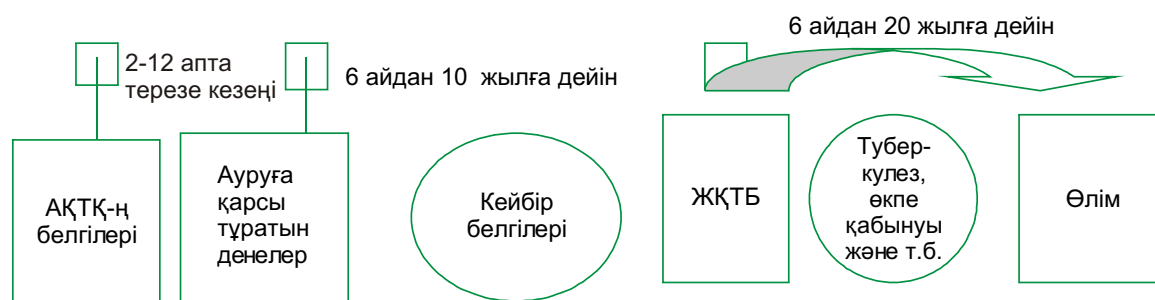 6 айдан 20 жылға дейін
2-12 апта
терезе кезеңі
6 айдан 10 жылға дейін
АҚТҚ-ң
белгілері
Ауруға
қарсы
тұратын
денелер
Кейбір
белгілері
ЖҚТБ
Тубер-
кулез,
өкпе
қабынуы
және т.б.
Өлім